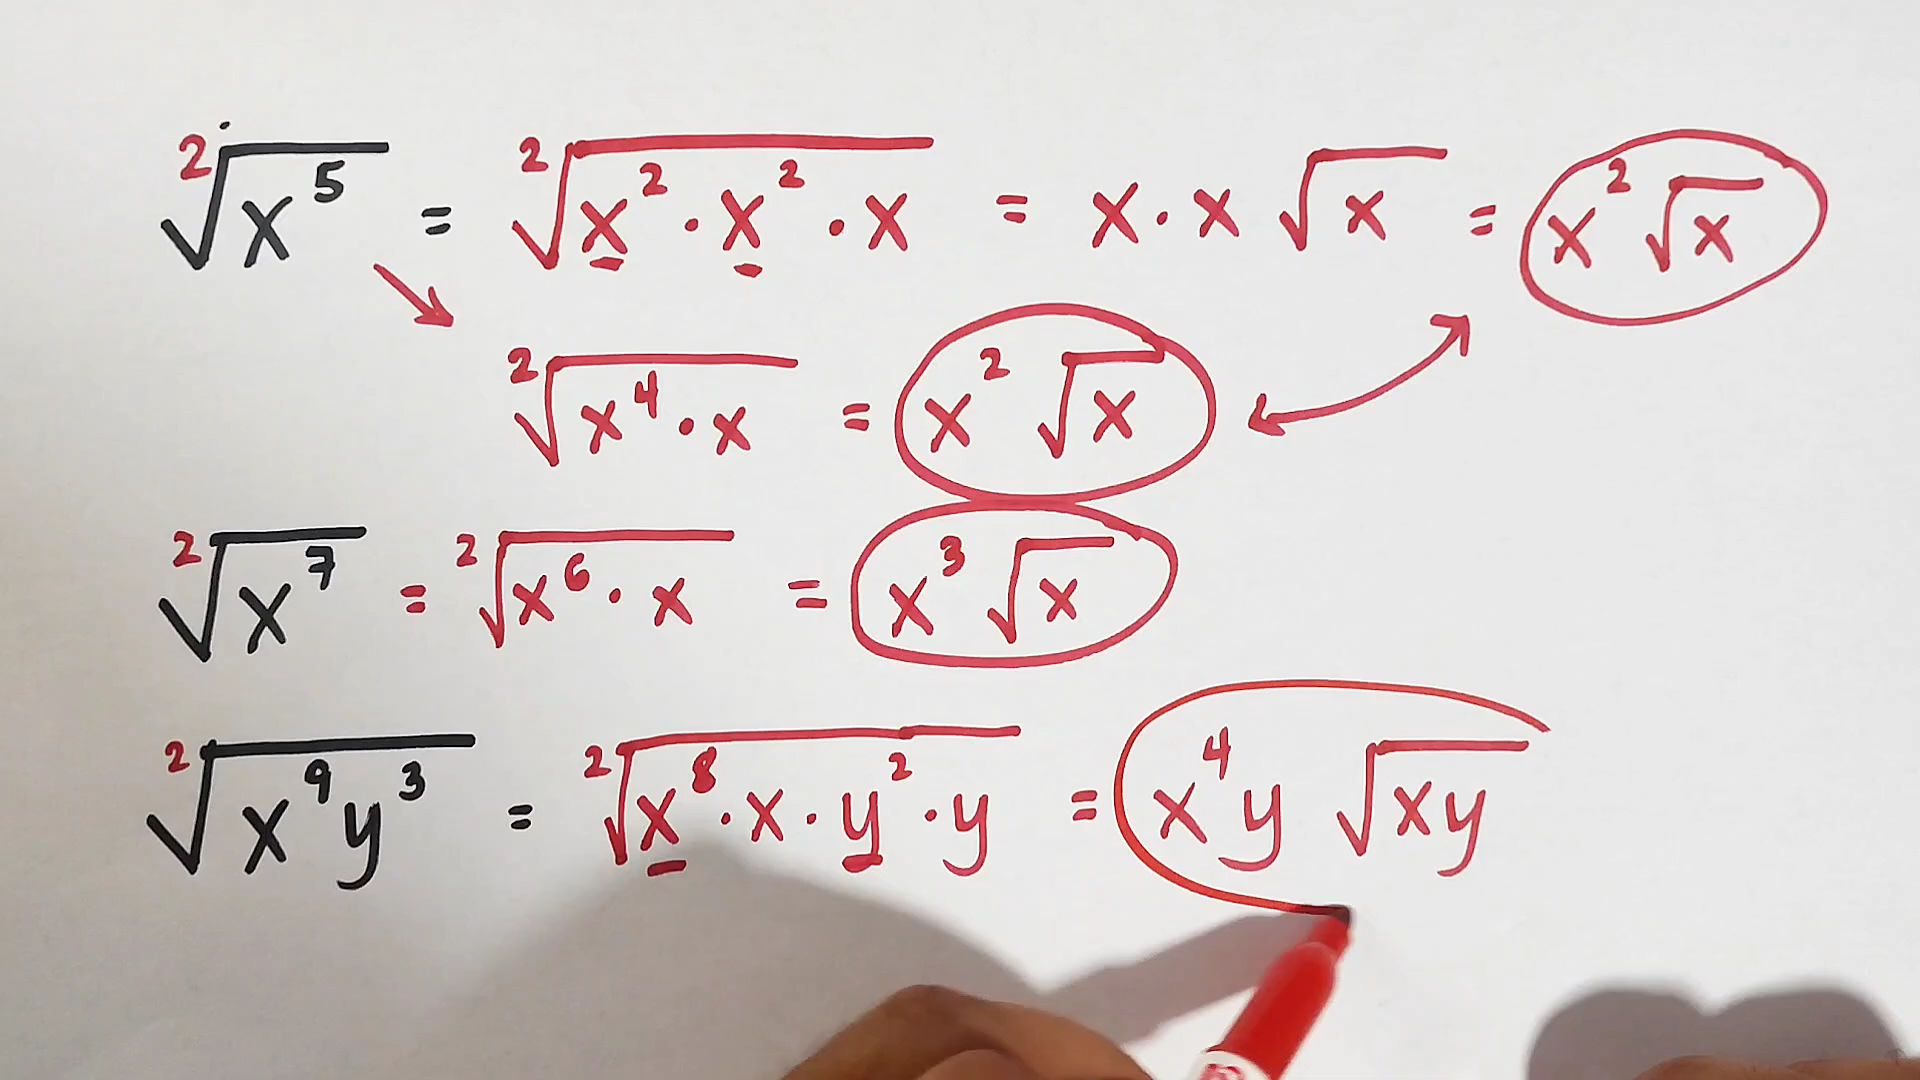 ²√x⁵ = ²√x² · x² · x = x · x √x = x² √x
²√x⁴ · x = x² √x
²√x⁷ = ²√x⁶ · x = x³ √x
²√x⁹y³ = ²√x⁸ · x · y² · y = x⁴y √xy